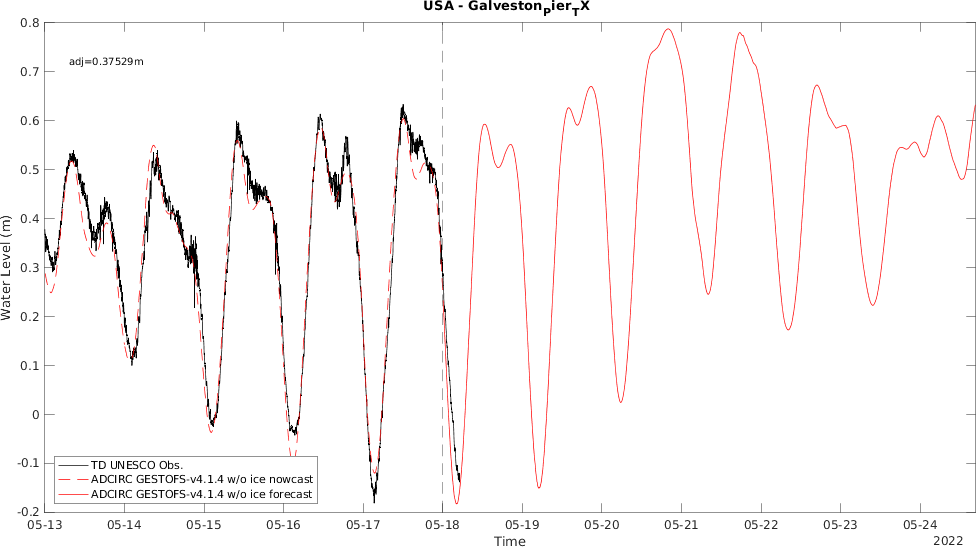 USA - GalvestonPierTX
0.8
0.7
0.6
0.5
0.4
0.3
0.2
0.1
0
-0.1
-0.2
Water Level (m)
adj=0.37529m
TD UNESCO Obs.
ADCIRC GESTOFS-v4.1.4 w/o ice nowcast
ADCIRC GESTOFS-v4.1.4 w/o ice forecast
05-13 05-14 05-15 05-16 05-17 05-18 05-19 05-20 05-21 05-22 05-23 05-24
Time
2022